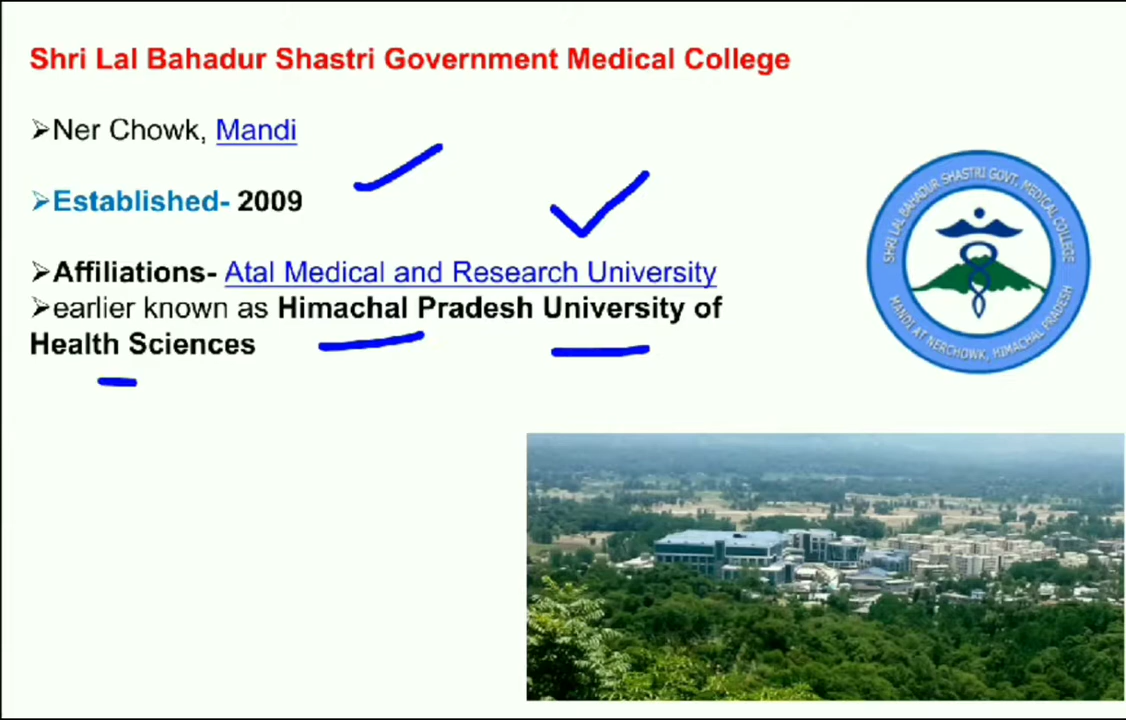 Shri Lal Bahadur Shastri Government Medical College
➢Ner Chowk, Mandi
➢Established- 2009
➢Affiliations- Atal Medical and Research University
➢earlier known as Himachal Pradesh University of
Health Sciences
SHRI LAL BAHADUR SHASTRI GOVT. MEDICAL COLLEGE
MANDI AT NERCHOWK, HIMACHAL PRADESH